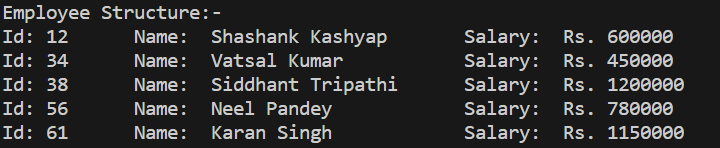 Employee Structure:-
Id: 12 Name: Shashank Kashyap Salary: Rs. 600000
Id: 34 Name: Vatsal Kumar Salary: Rs. 450000
Id: 38 Name: Siddhant Tripathi Salary: Rs. 1200000
Id: 56 Name: Neel Pandey Salary: Rs. 780000
Id: 61 Name: Karan Singh Salary: Rs. 1150000